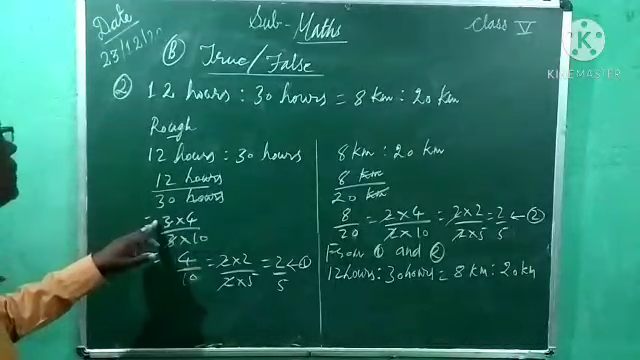 Date
23/12/20
Sub-Maths
Class V
KINEMASTER
B True/False
2 12 hours : 30 hours = 8 km : 20 km
Rough
12 hours : 30 hours
12 hours
30 hours
= 3 x 4
3 x 10
4 = 2 x 2 = 2 ← 1
10 2 x 5 5
8 km : 20 km
8 km
20 km
8 = 2 x 4 = 2 x 2 = 2 ← 2
20 2 x 10 2 x 5 5
From 1 and 2
12 hours : 30 hours = 8 km : 20 km